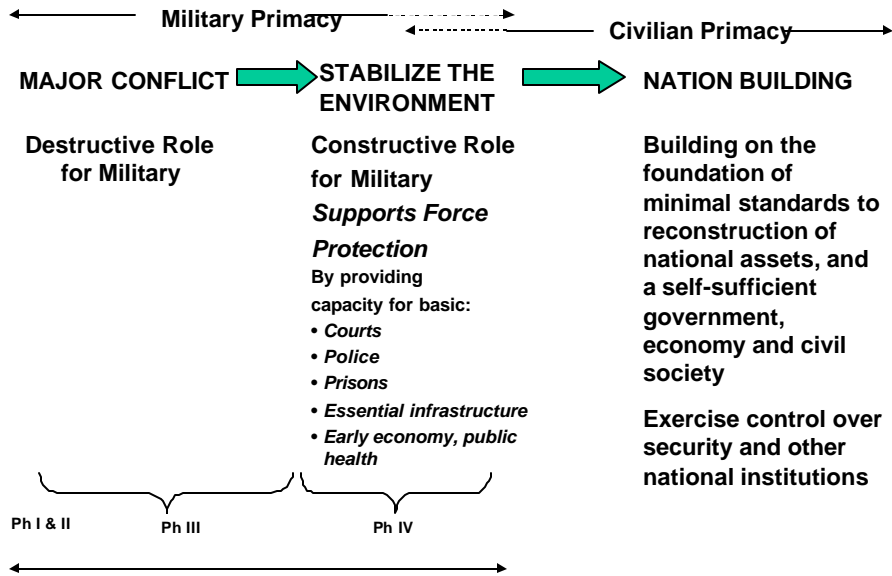 Military Primacy
Civilian Primacy
MAJOR CONFLICT
Destructive Role
for Military
STABILIZE THE
ENVIRONMENT
Constructive Role
for Military
Supports Force
Protection
By providing
capacity for basic:
• Courts
• Police
• Prisons
• Essential infrastructure
• Early economy, public
health
NATION BUILDING
Building on the
foundation of
minimal standards to
reconstruction of
national assets, and
a self-sufficient
government,
economy and civil
society
Exercise control over
security and other
national institutions
Ph I & II
Ph III
Ph IV